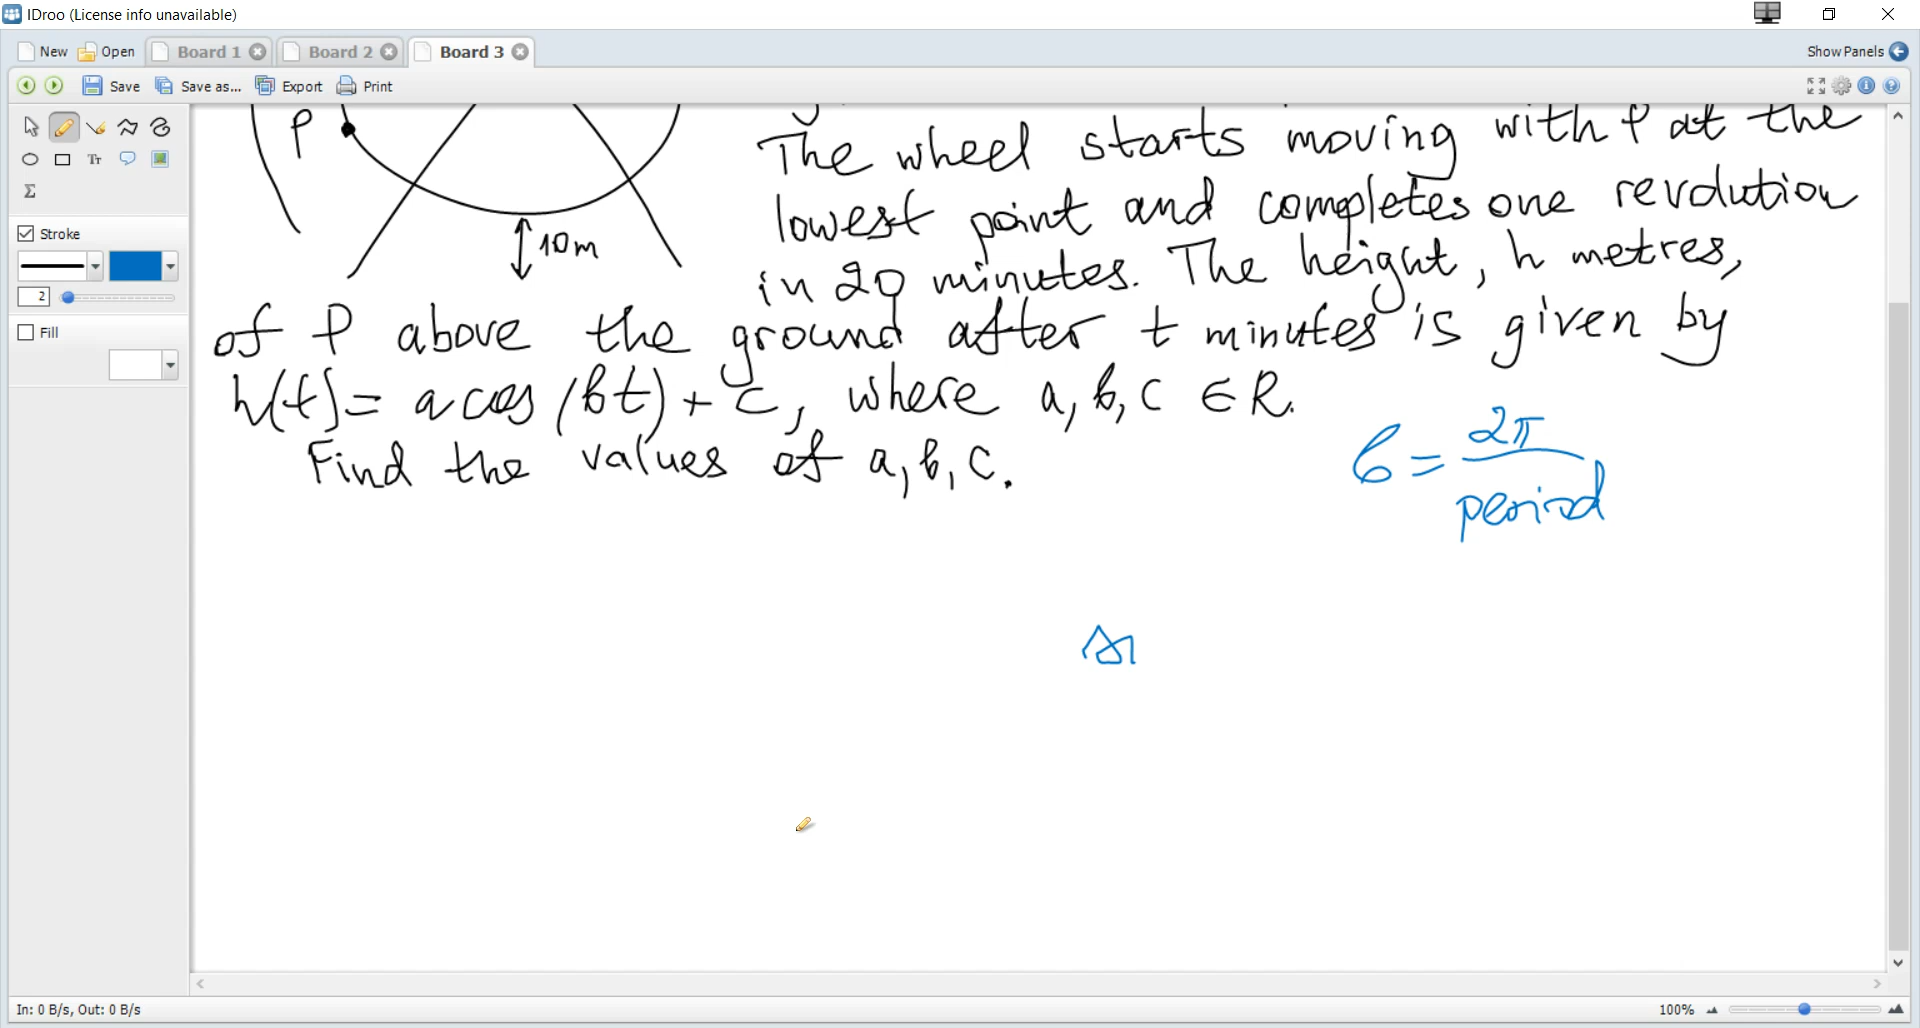 IDroo (License info unavailable)
New Open Board 1 Board 2 Board 3 Show Panels
Save Save as... Export Print
Tт
Σ
Stroke
2
Fill
P
10m
The wheel starts moving with P at the
lowest point and completes one revolution
in 20 minutes. The height, h metres,
of P above the ground after t minutes is given by
h(t) = a cos (bt) + c, where a, b, c ∈ R.
Find the values of a, b, c.
b = 2π
period
In: 0 B/s, Out: 0 B/s 100%